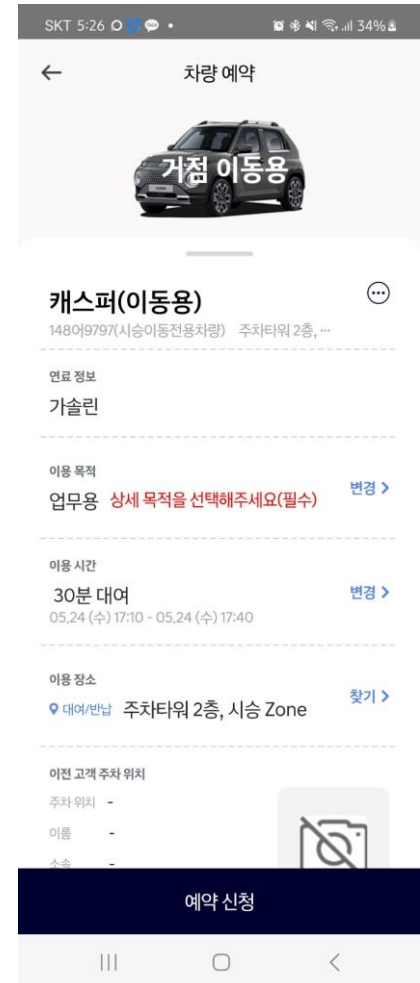 SKT 5:26
34%
차량 예약
거점 이동용
캐스퍼(이동용)
148어9797(시승이동전용차량) 주차타워 2층, ...
연료 정보
가솔린
이용 목적
업무용 상세 목적을 선택해주세요(필수)
변경 >
이용 시간
30분 대여
변경 >
05,24 (수) 17:10 - 05,24 (수) 17:40
이용 장소
대여/반납 주차타워 2층, 시승 Zone
찾기 >
이전 고객 주차 위치
주차 위치 -
이름 -
소속 -
예약 신청